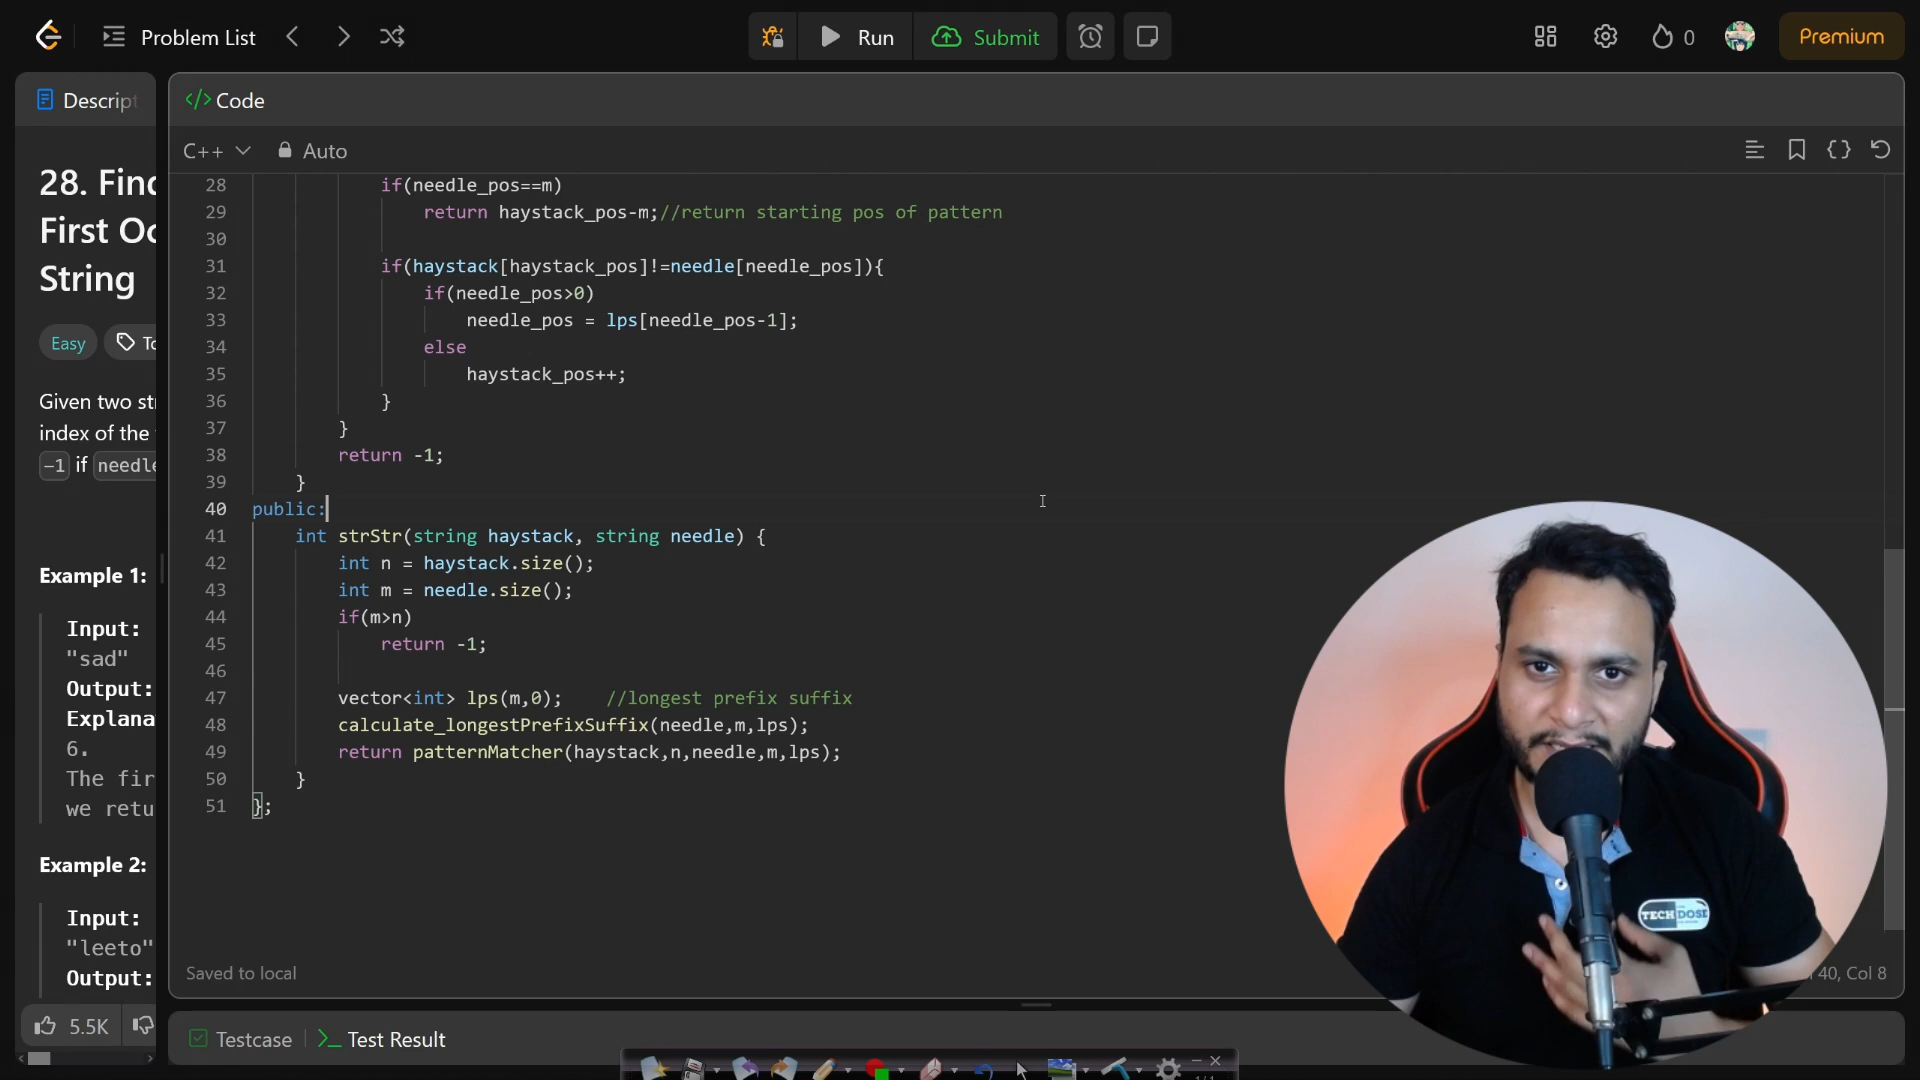 Problem List
Run
Submit
0
Premium
Descript
</> Code
C++
Auto
28. Find
First Oc
String
Easy
Given two str
index of the
-1 if needle
Example 1:
Input:
"sad"
Output:
Explana
6.
The fir
we retu
Example 2:
Input:
"leeto"
Output:
5.5K
28 if(needle_pos==m)
29 return haystack_pos-m;//return starting pos of pattern
30
31 if(haystack[haystack_pos]!=needle[needle_pos]){
32 if(needle_pos>0)
33 needle_pos = lps[needle_pos-1];
34 else
35 haystack_pos++;
36 }
37 }
38 return -1;
39 }
40 public:
41 int strStr(string haystack, string needle) {
42 int n = haystack.size();
43 int m = needle.size();
44 if(m>n)
45 return -1;
46
47 vector<int> lps(m,0); //longest prefix suffix
48 calculate_longestPrefixSuffix(needle,m,lps);
49 return patternMatcher(haystack,n,needle,m,lps);
50 }
51 };
TECH DOSE
Saved to local
40, Col 8
Testcase
Test Result